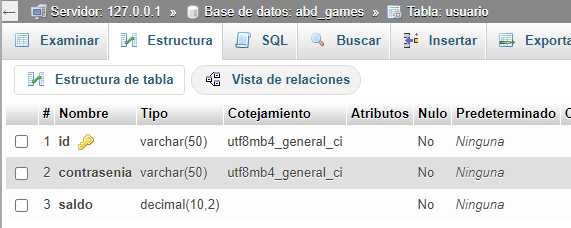 Servidor: 127.0.0.1 » Base de datos: abd_games » Tabla: usuario
Examinar Estructura SQL Buscar Insertar Exporta
Estructura de tabla Vista de relaciones
# Nombre Tipo Cotejamiento Atributos Nulo Predeterminado C
1 id varchar(50) utf8mb4_general_ci No Ninguna
2 contrasenia varchar(50) utf8mb4_general_ci No Ninguna
3 saldo decimal(10,2) No Ninguna